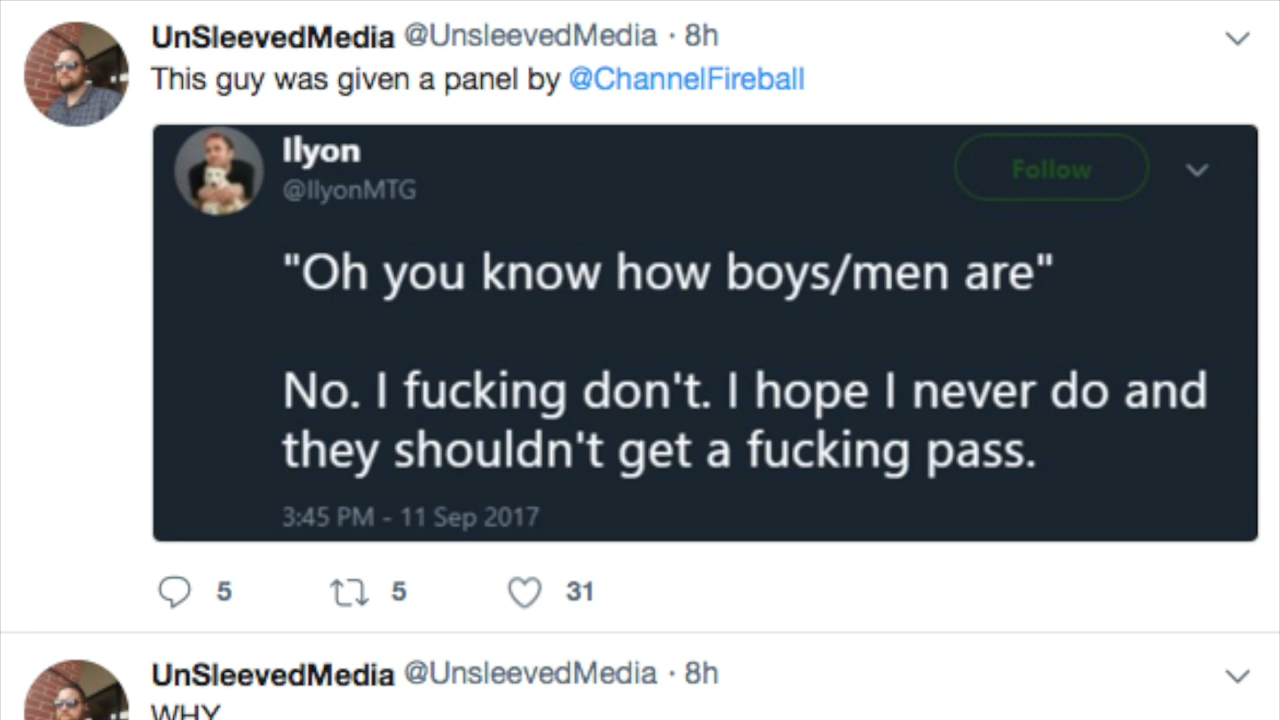 UnSleevedMedia @UnsleevedMedia · 8h
This guy was given a panel by @ChannelFireball
Ilyon
@IlyonMTG
Follow
"Oh you know how boys/men are"
No. I fucking don't. I hope I never do and
they shouldn't get a fucking pass.
3:45 PM - 11 Sep 2017
5 5 31
UnSleevedMedia @UnsleevedMedia · 8h
WHY